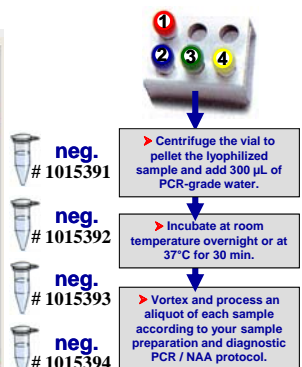 1
2 3 4
neg.
# 1015391
neg.
# 1015392
neg.
# 1015393
neg.
# 1015394
➤ Centrifuge the vial to
pellet the lyophilized
sample and add 300 µL of
PCR-grade water.
➤ Incubate at room
temperature overnight or at
37°C for 30 min.
➤ Vortex and process an
aliquot of each sample
according to your sample
preparation and diagnostic
PCR / NAA protocol.